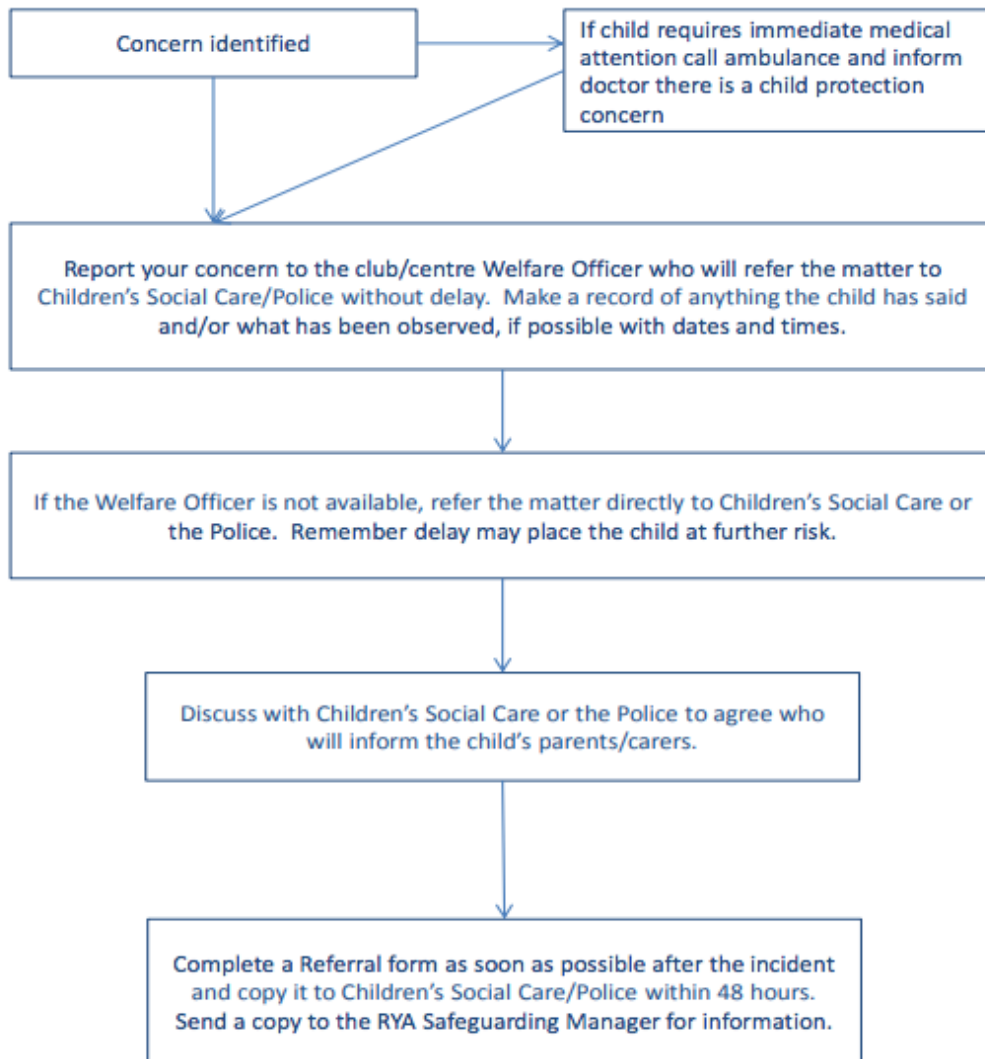 Concern identified
If child requires immediate medical
attention call ambulance and inform
doctor there is a child protection
concern
Report your concern to the club/centre Welfare Officer who will refer the matter to
Children’s Social Care/Police without delay.  Make a record of anything the child has said
and/or what has been observed, if possible with dates and times.
If the Welfare Officer is not available, refer the matter directly to Children’s Social Care or
the Police.  Remember delay may place the child at further risk.
Discuss with Children’s Social Care or the Police to agree who
will inform the child’s parents/carers.
Complete a Referral form as soon as possible after the incident
and copy it to Children’s Social Care/Police within 48 hours.
Send a copy to the RYA Safeguarding Manager for information.